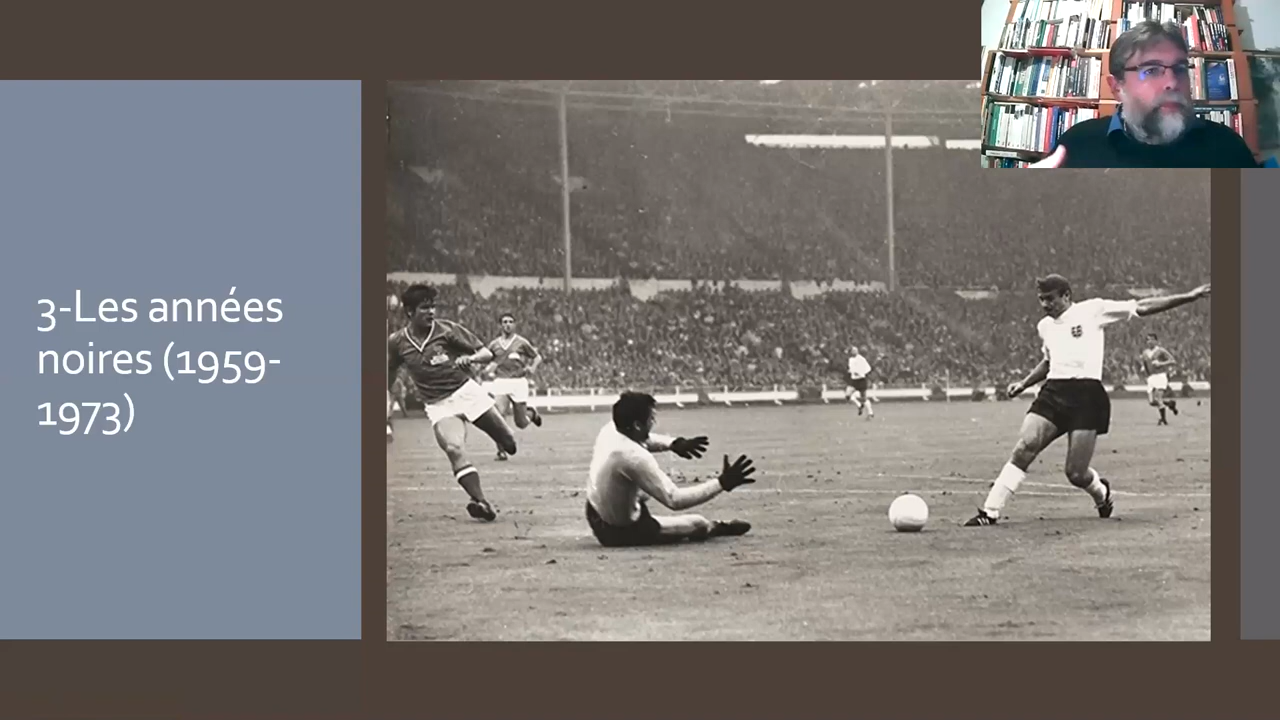 3-Les années
noires (1959-
1973)